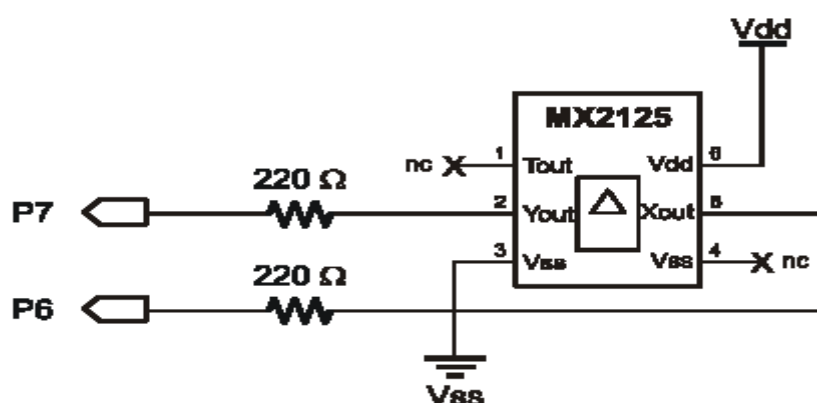 Vdd
MX2125
nc 1 Tout Vdd 6
220 Ω
P7 2 Yout Xout 5
3 Vss Vss 4 nc
220 Ω
P6
Vss